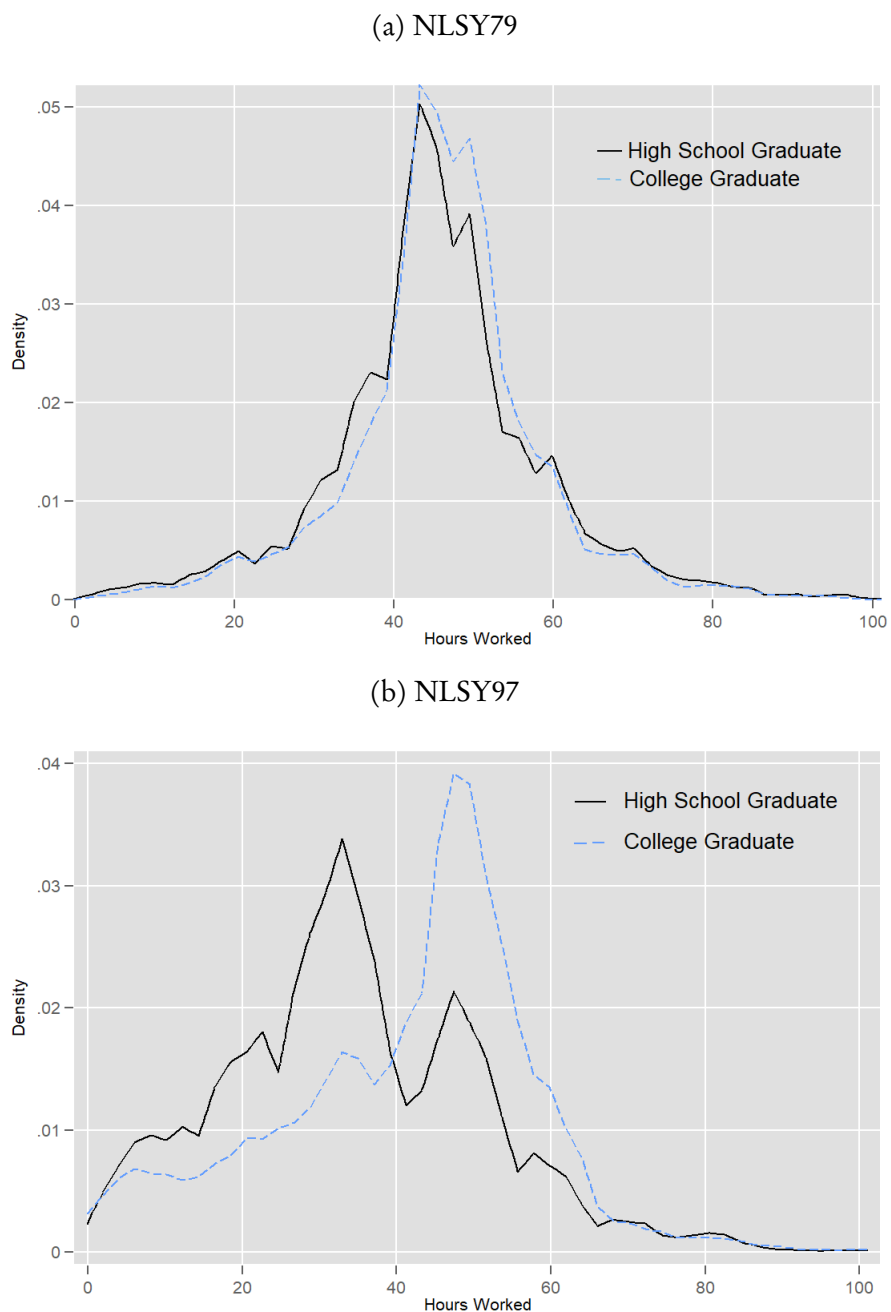 (a) NLSY79
.05
High School Graduate
College Graduate
.04
.03
Density
.02
.01
0
0 20 40 60 80 100
Hours Worked
(b) NLSY97
.04
High School Graduate
College Graduate
.03
Density
.02
.01
0
0 20 40 60 80 100
Hours Worked